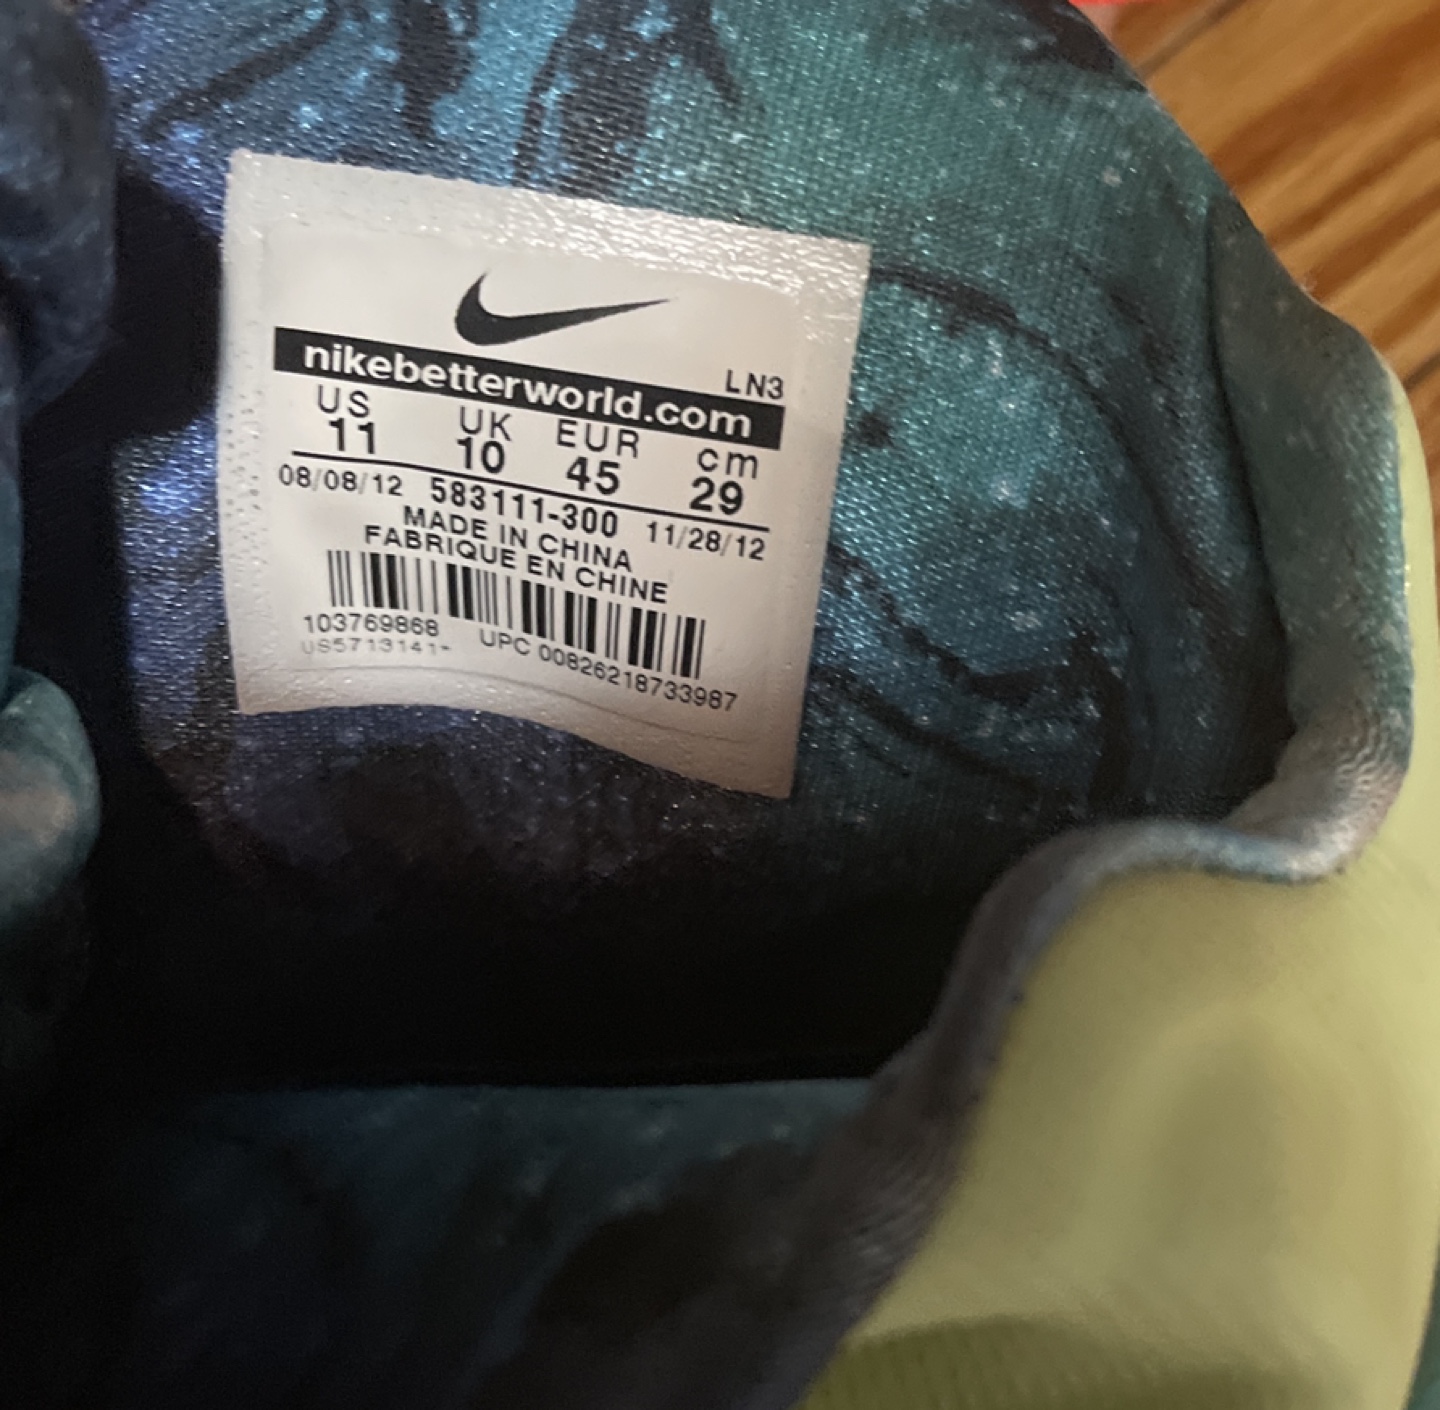 LN3
nikebetterworld.com
US UK EUR cm
11 10 45 29
08/08/12 583111-300 11/28/12
MADE IN CHINA
FABRIQUE EN CHINE
103769868 UPC 00826218733987
US5713141-